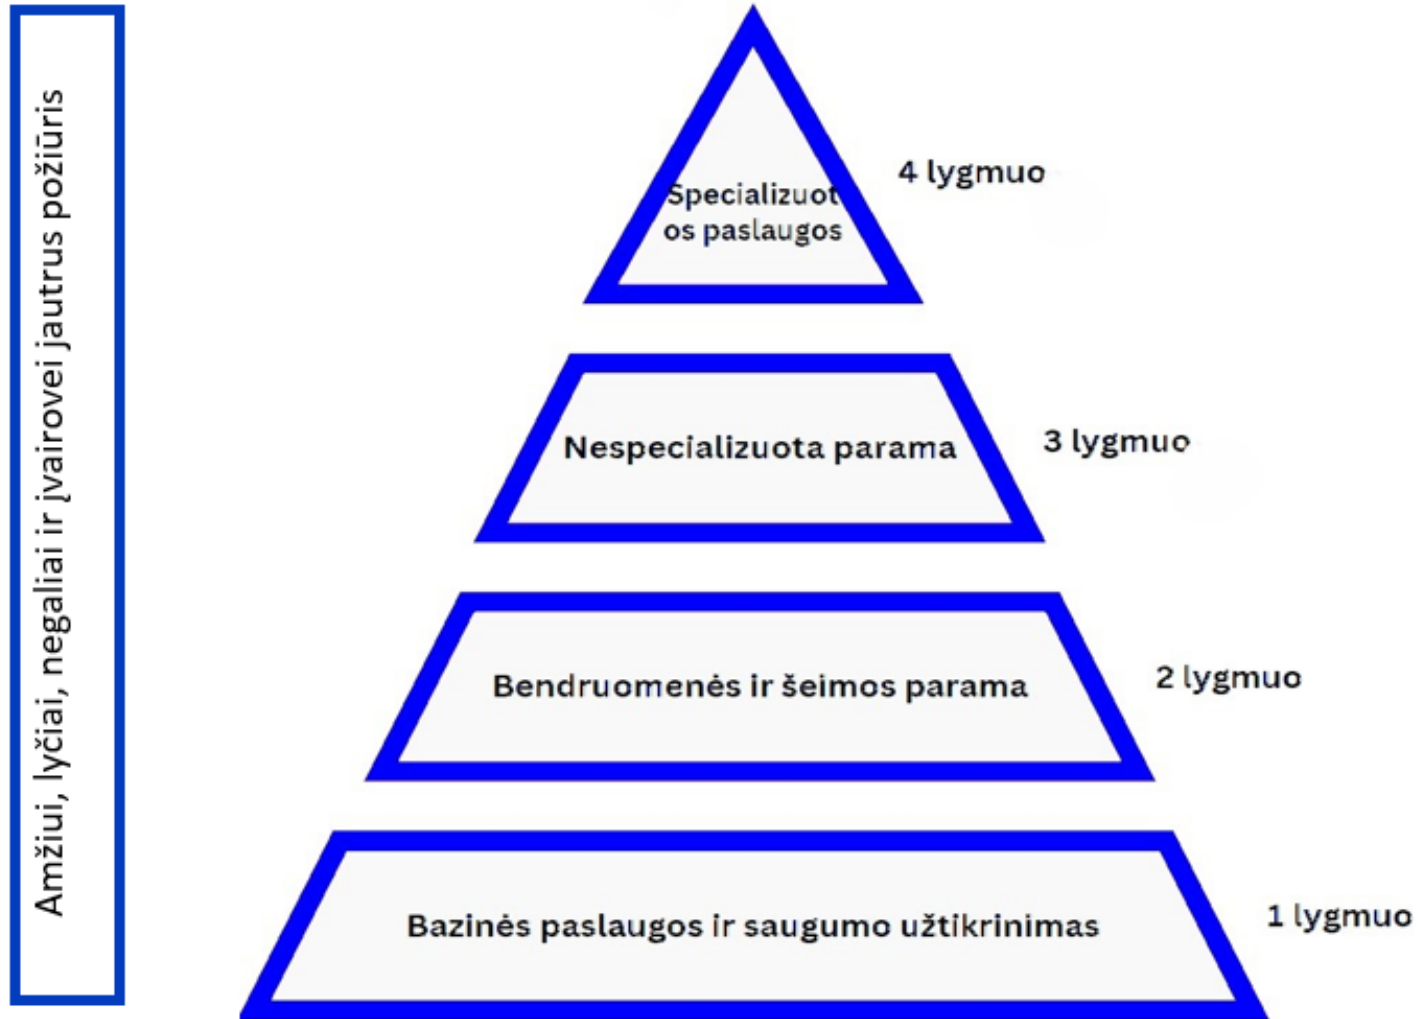 Amžiui, lyčiai, negaliai ir įvairovei jautrus požiūris
Specializuot
os paslaugos
4 lygmuo
Nespecializuota parama
3 lygmuo
Bendruomenės ir šeimos parama
2 lygmuo
Bazinės paslaugos ir saugumo užtikrinimas
1 lygmuo